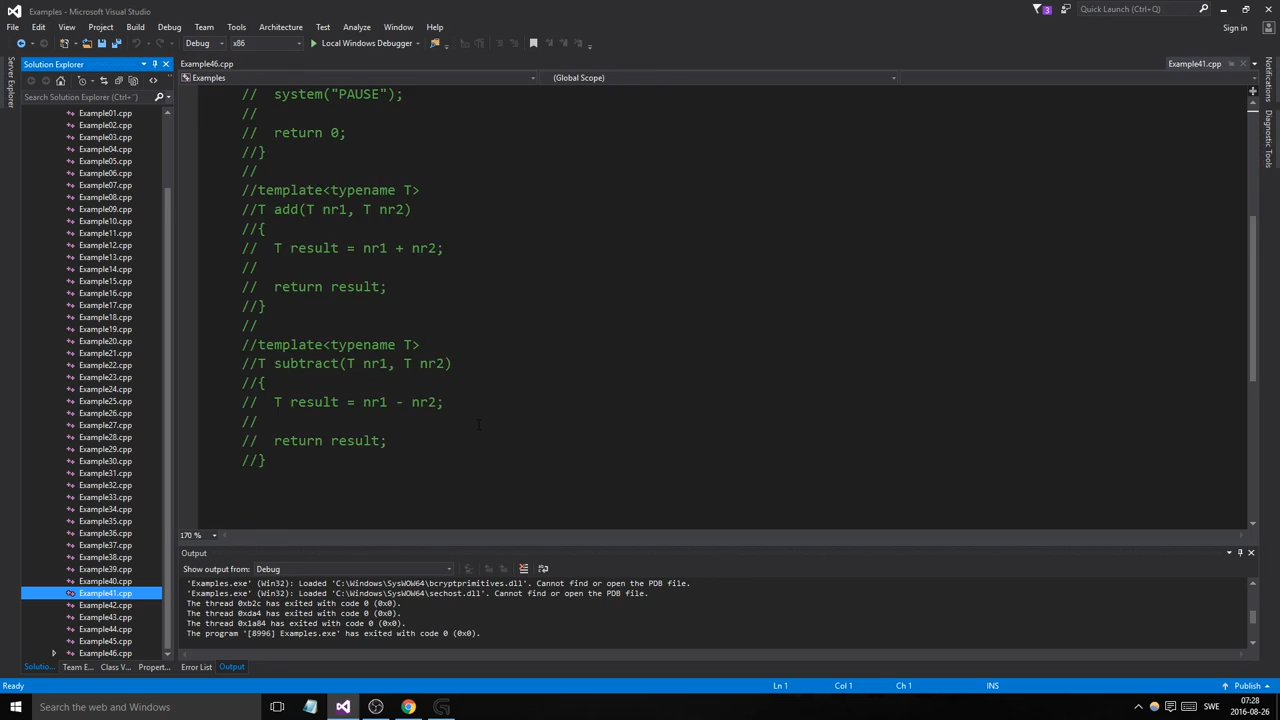 Examples - Microsoft Visual Studio
3
Quick Launch (Ctrl+Q)
File Edit View Project Build Debug Team Tools Architecture Test Analyze Window Help
Sign in
Debug x86 Local Windows Debugger
Server Explorer
Solution Explorer
Search Solution Explorer (Ctrl+¨)
Example01.cpp
Example02.cpp
Example03.cpp
Example04.cpp
Example05.cpp
Example06.cpp
Example07.cpp
Example08.cpp
Example09.cpp
Example10.cpp
Example11.cpp
Example12.cpp
Example13.cpp
Example14.cpp
Example15.cpp
Example16.cpp
Example17.cpp
Example18.cpp
Example19.cpp
Example20.cpp
Example21.cpp
Example22.cpp
Example23.cpp
Example24.cpp
Example25.cpp
Example26.cpp
Example27.cpp
Example28.cpp
Example29.cpp
Example30.cpp
Example31.cpp
Example32.cpp
Example33.cpp
Example34.cpp
Example35.cpp
Example36.cpp
Example37.cpp
Example38.cpp
Example39.cpp
Example40.cpp
Example41.cpp
Example42.cpp
Example43.cpp
Example44.cpp
Example45.cpp
Example46.cpp
Solutio... Team E... Class V... Propert...
Example46.cpp
Example41.cpp
Examples
(Global Scope)
// system("PAUSE");
//
// return 0;
//}
//
//template<typename T>
//T add(T nr1, T nr2)
//{
// T result = nr1 + nr2;
//
// return result;
//}
//
//template<typename T>
//T subtract(T nr1, T nr2)
//{
// T result = nr1 - nr2;
//
// return result;
//}
170 %
Notifications
Diagnostic Tools
Output
Show output from: Debug
'Examples.exe' (Win32): Loaded 'C:\Windows\SysWOW64\bcryptprimitives.dll'. Cannot find or open the PDB file.
'Examples.exe' (Win32): Loaded 'C:\Windows\SysWOW64\sechost.dll'. Cannot find or open the PDB file.
The thread 0xb2c has exited with code 0 (0x0).
The thread 0xda4 has exited with code 0 (0x0).
The thread 0x1a84 has exited with code 0 (0x0).
The program '[8996] Examples.exe' has exited with code 0 (0x0).
Error List Output
Ready
Ln 1 Col 1 Ch 1 INS
Publish
Search the web and Windows
SWE
07:28
2016-08-26